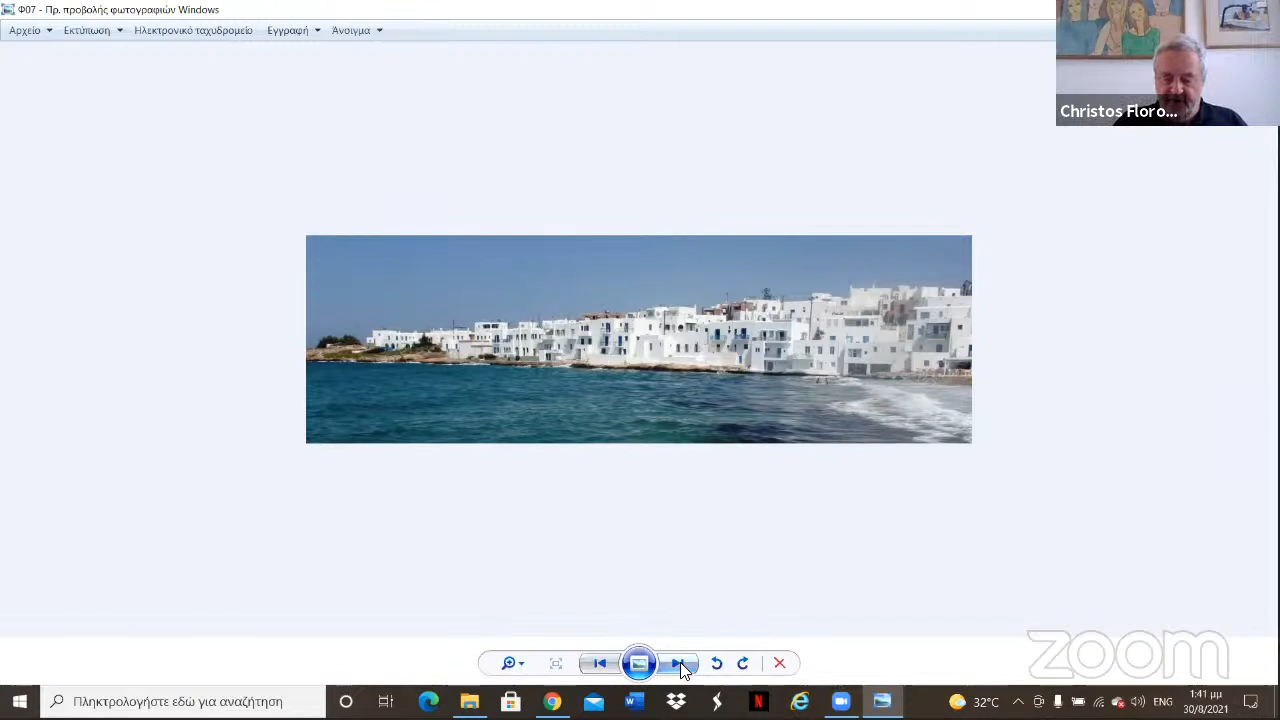 Φ07 - Πρ. προβολής φωτογραφιών Windows
Αρχείο Εκτύπωση Ηλεκτρονικό ταχυδρομείο Εγγραφή Άνοιγμα
Christos Floro...
zoom
Πληκτρολογήστε εδώ για αναζήτηση
32°C ENG
1:41 μμ
30/8/2021